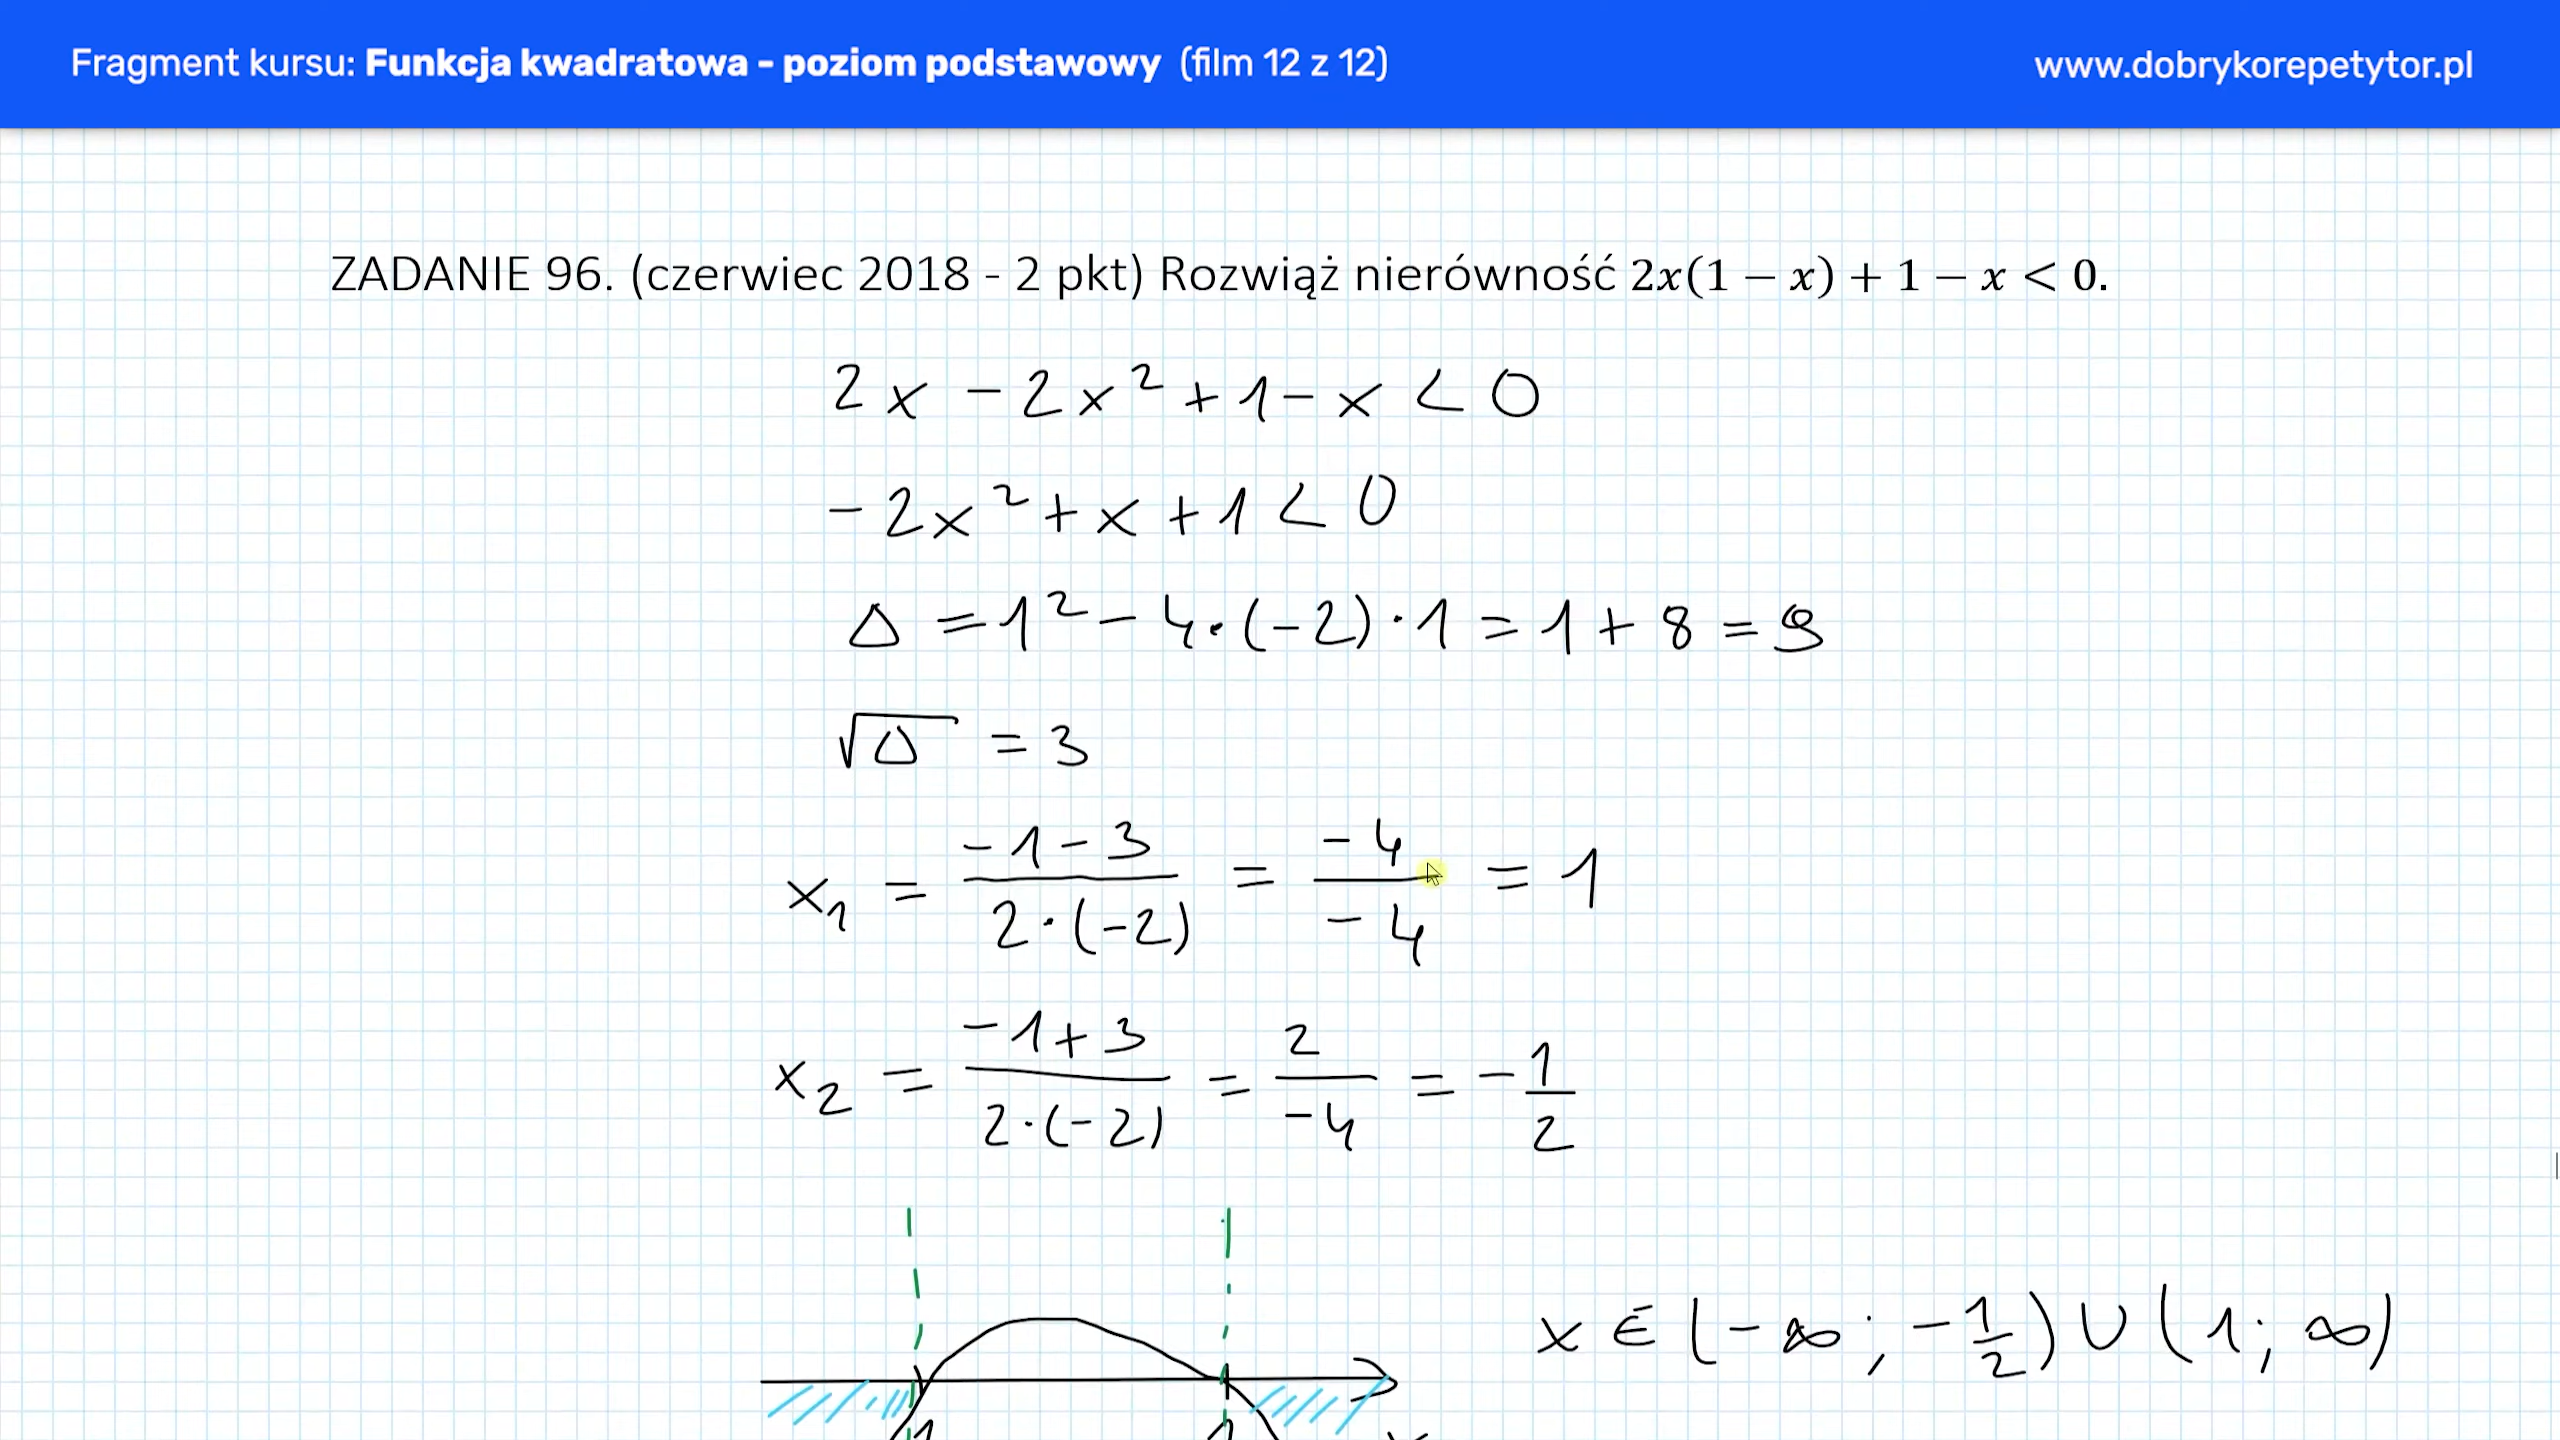 Fragment kursu: Funkcja kwadratowa - poziom podstawowy (film 12 z 12)
www.dobrykorepetytor.pl
ZADANIE 96. (czerwiec 2018 - 2 pkt) Rozwiąż nierówność 2x(1 − x) + 1 − x < 0.
2x − 2x² + 1 − x < 0
−2x² + x + 1 < 0
Δ = 1² − 4·(−2)·1 = 1 + 8 = 9
√Δ = 3
x₁ = (−1−3)/(2·(−2)) = (−4)/(−4) = 1
x₂ = (−1+3)/(2·(−2)) = 2/(−4) = −1/2
x ∈ (−∞; −1/2) ∪ (1; ∞)